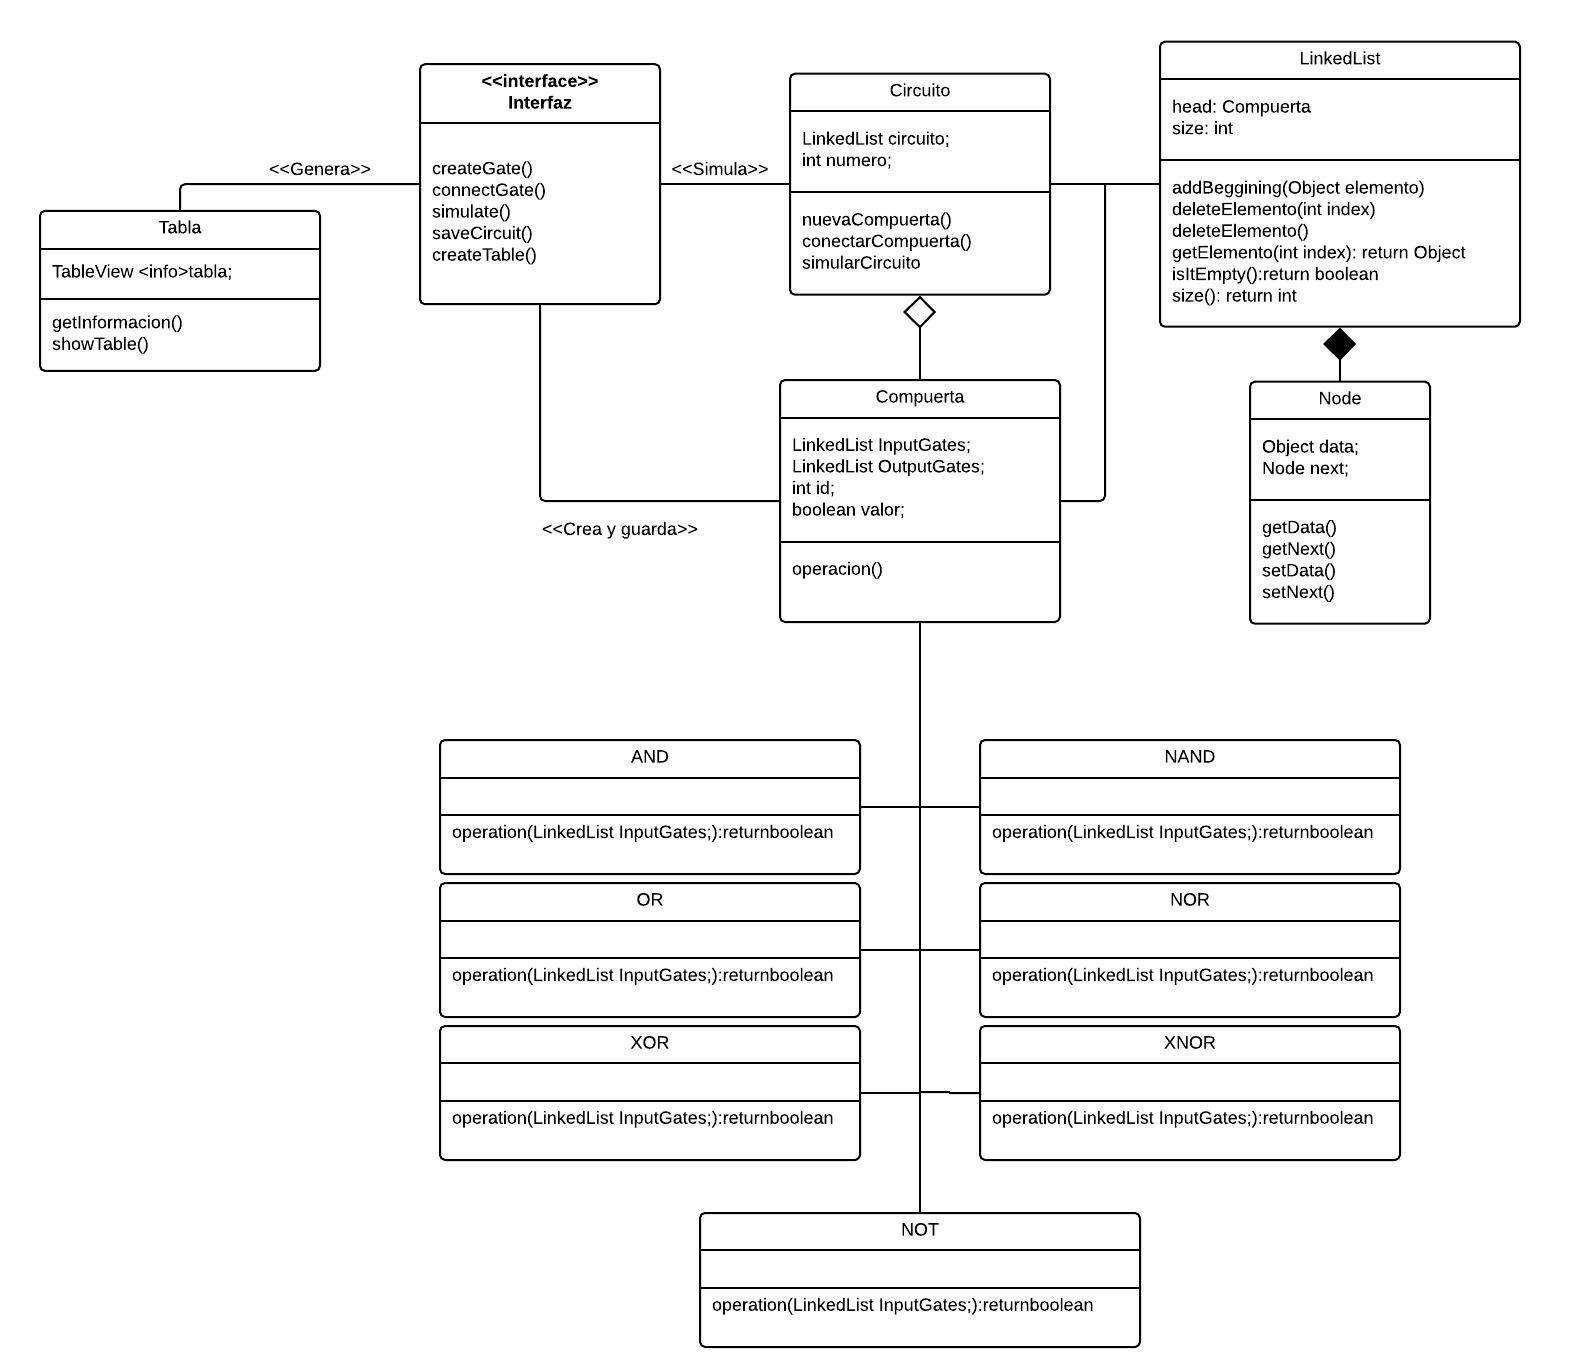 <<interface>>
Interfaz
createGate()
connectGate()
simulate()
saveCircuit()
createTable()
<<Genera>>
Tabla
TableView <info>tabla;
getInformacion()
showTable()
<<Simula>>
Circuito
LinkedList circuito;
int numero;
nuevaCompuerta()
conectarCompuerta()
simularCircuito
LinkedList
head: Compuerta
size: int
addBeggining(Object elemento)
deleteElemento(int index)
deleteElemento()
getElemento(int index): return Object
isItEmpty():return boolean
size(): return int
Node
Object data;
Node next;
getData()
getNext()
setData()
setNext()
Compuerta
LinkedList InputGates;
LinkedList OutputGates;
int id;
boolean valor;
operacion()
<<Crea y guarda>>
AND
operation(LinkedList InputGates;):returnboolean
NAND
operation(LinkedList InputGates;):returnboolean
OR
operation(LinkedList InputGates;):returnboolean
NOR
operation(LinkedList InputGates;):returnboolean
XOR
operation(LinkedList InputGates;):returnboolean
XNOR
operation(LinkedList InputGates;):returnboolean
NOT
operation(LinkedList InputGates;):returnboolean